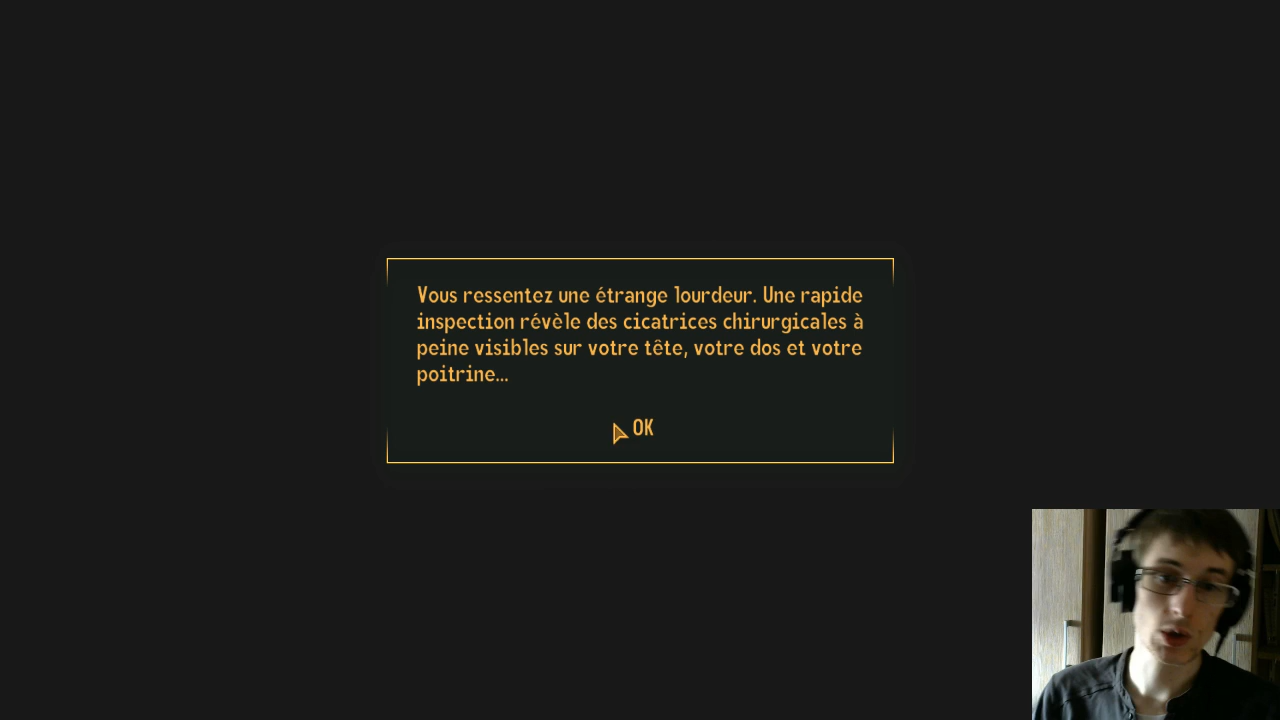 Vous ressentez une étrange lourdeur. Une rapide
inspection révèle des cicatrices chirurgicales à
peine visibles sur votre tête, votre dos et votre
poitrine...
OK